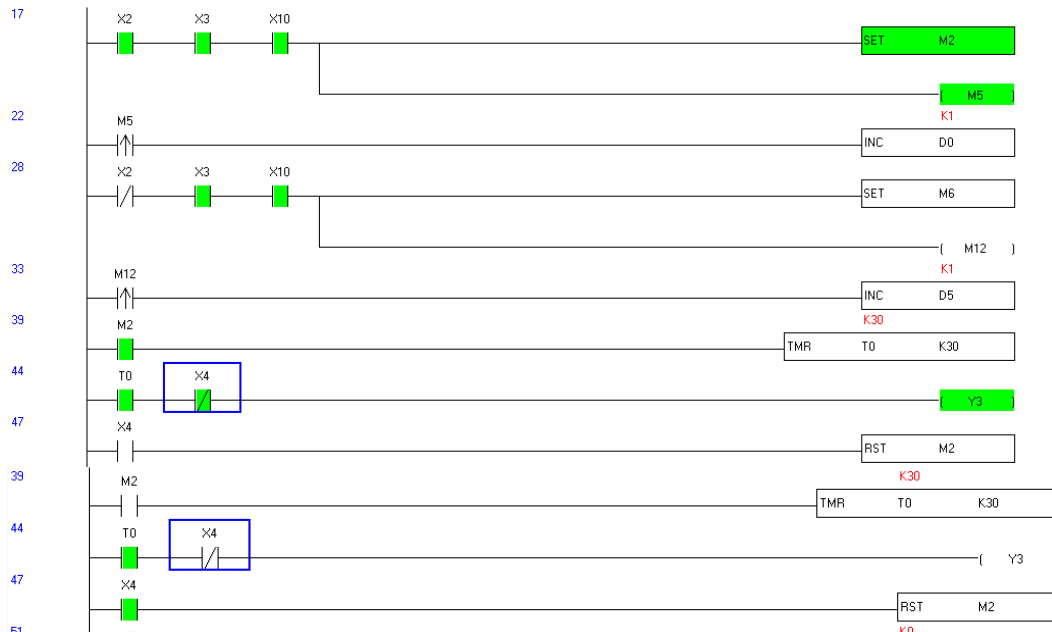 17 X2 X3 X10 SET M2
( M5 )
22 M5 K1
INC D0
28 X2 X3 X10 SET M6
( M12 )
33 M12 K1
INC D5
39 M2 K30
TMR T0 K30
44 T0 X4 ( Y3 )
47 X4 RST M2
39 M2 K30
TMR T0 K30
44 T0 X4 ( Y3
47 X4 RST M2
51 K0